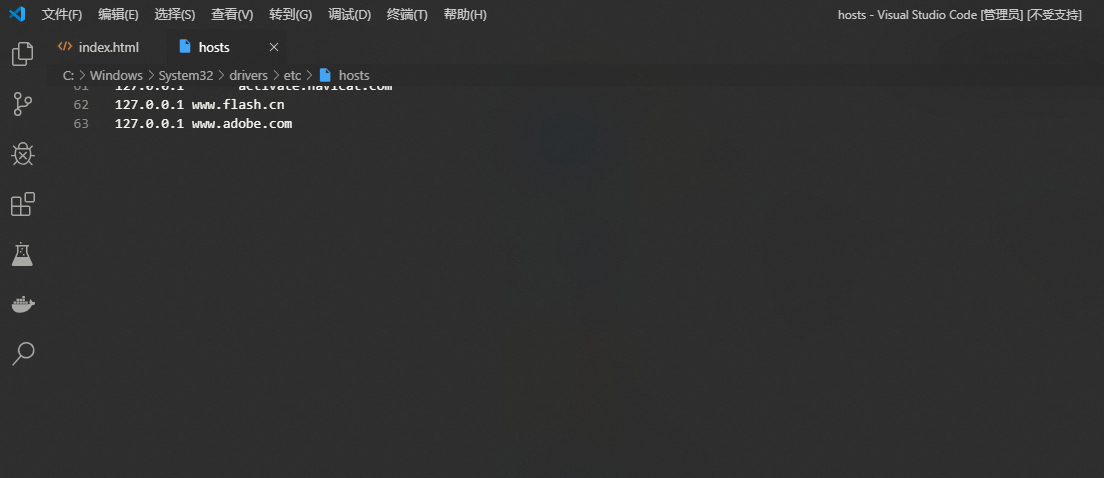 文件(F) 编辑(E) 选择(S) 查看(V) 转到(G) 调试(D) 终端(T) 帮助(H) hosts - Visual Studio Code [管理员] [不受支持]
index.html hosts
C: Windows System32 drivers etc hosts
61 127.0.0.1 activate.navicat.com
62 127.0.0.1 www.flash.cn
63 127.0.0.1 www.adobe.com